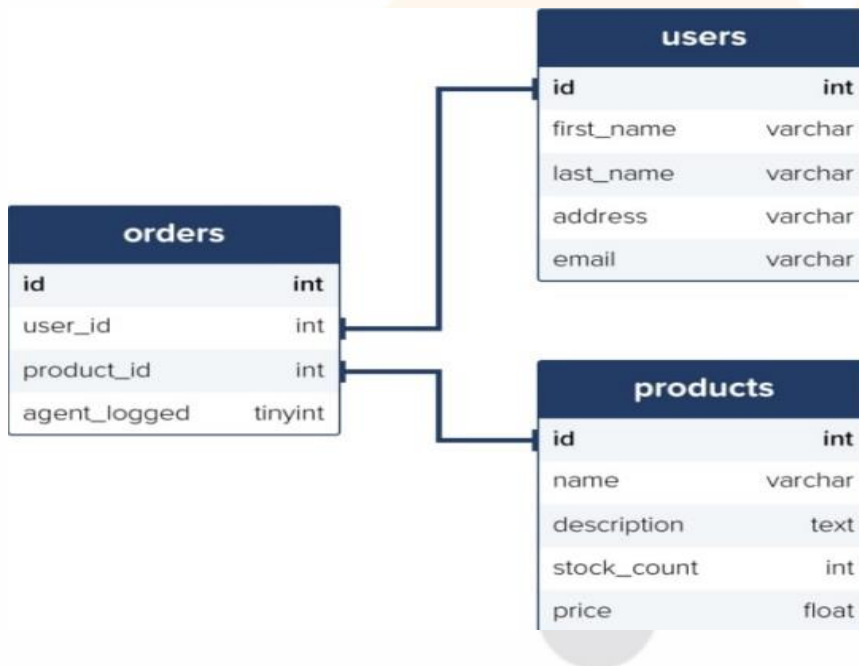 users
id int
first_name varchar
last_name varchar
address varchar
email varchar
orders
id int
user_id int
product_id int
agent_logged tinyint
products
id int
name varchar
description text
stock_count int
price float